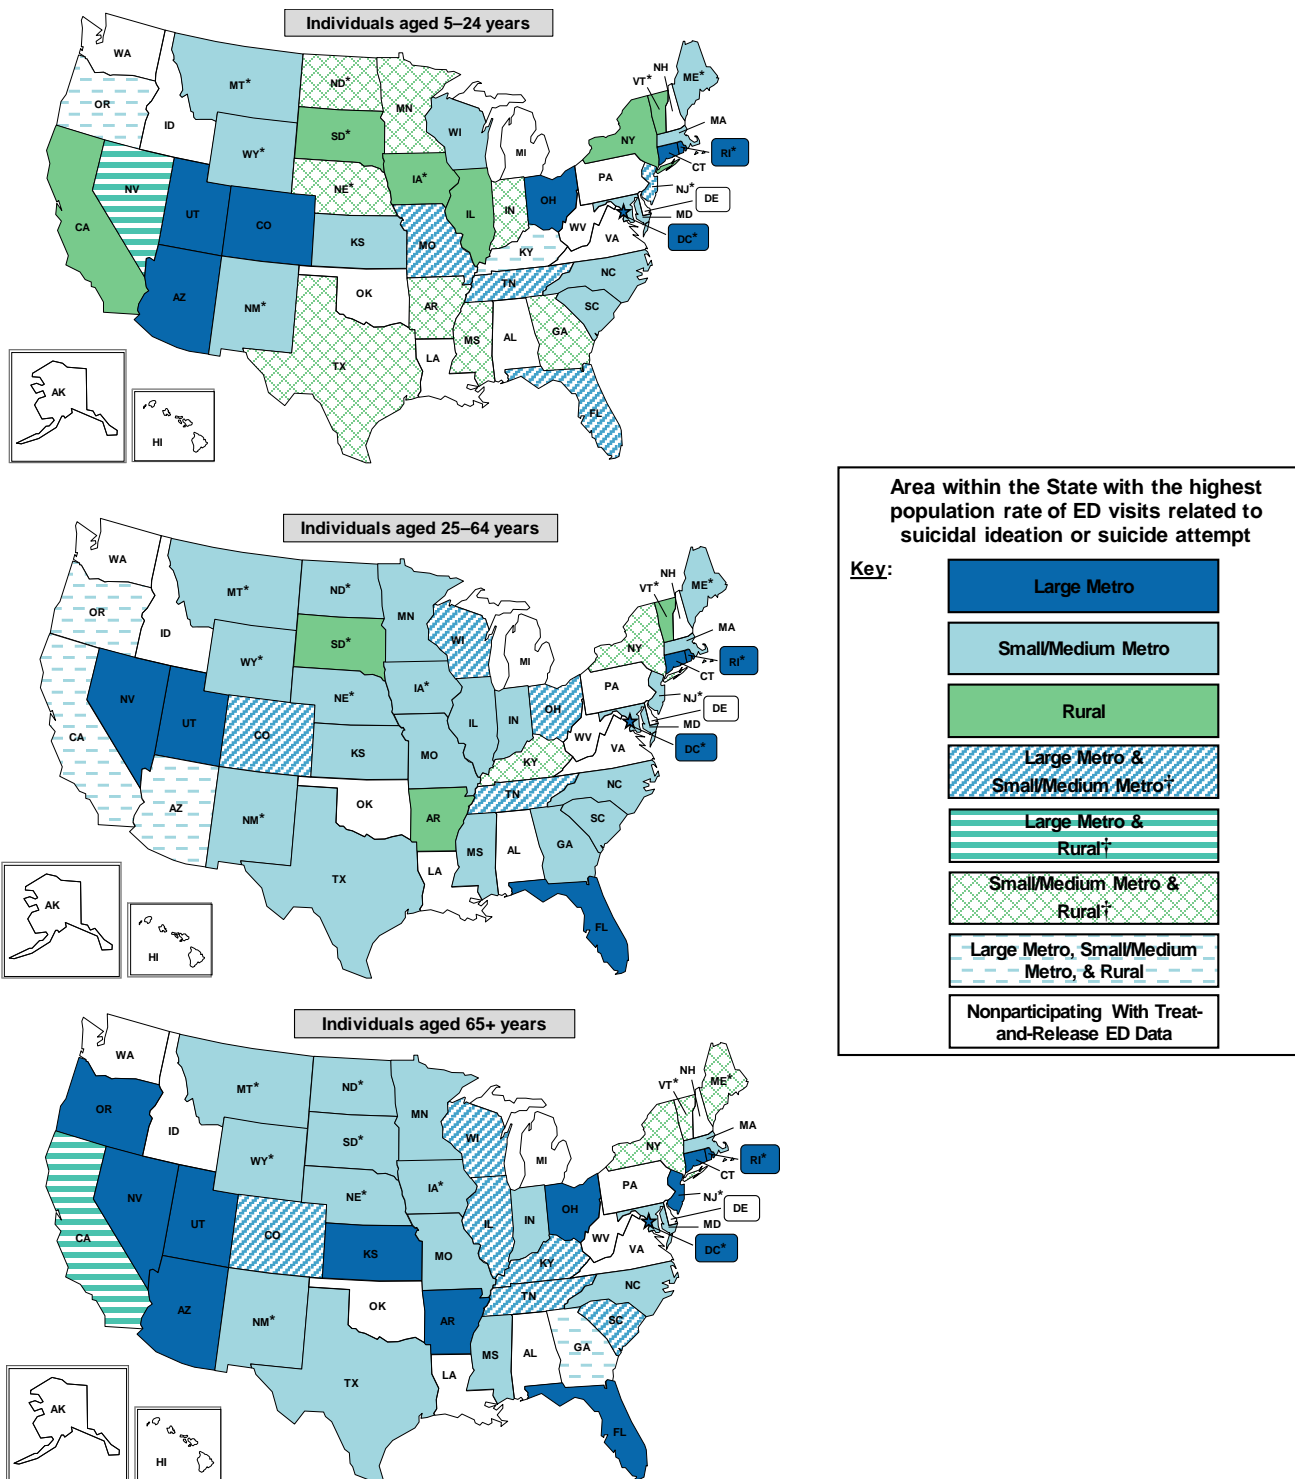 Individuals aged 5–24 years
WA
MT*
ND*
MN
OR
ID
WY*
SD*
WI
MI
NY
VT*
NH
ME*
MA
RI*
CT
NV
UT
CO
NE*
IA*
IL
IN
OH
PA
NJ*
DE
MD
DC*
WV
VA
CA
AZ
NM*
KS
MO
KY
TN
NC
SC
OK
AR
TX
LA
MS
AL
GA
FL
AK
HI
Individuals aged 25–64 years
WA
MT*
ND*
MN
OR
ID
WY*
SD*
WI
MI
NY
VT*
NH
ME*
MA
RI*
CT
NV
UT
CO
NE*
IA*
IL
IN
OH
PA
NJ*
DE
MD
DC*
WV
VA
CA
AZ
NM*
KS
MO
KY
TN
NC
SC
OK
AR
TX
LA
MS
AL
GA
FL
AK
HI
Individuals aged 65+ years
WA
MT*
ND*
MN
OR
ID
WY*
SD*
WI
MI
NY
VT*
NH
ME*
MA
RI*
CT
NV
UT
CO
NE*
IA*
IL
IN
OH
PA
NJ*
DE
MD
DC*
WV
VA
CA
AZ
NM*
KS
MO
KY
TN
NC
SC
OK
AR
TX
LA
MS
AL
GA
FL
AK
HI
Area within the State with the highest
population rate of ED visits related to
suicidal ideation or suicide attempt
Key:
Large Metro
Small/Medium Metro
Rural
Large Metro &
Small/Medium Metro†
Large Metro &
Rural†
Small/Medium Metro &
Rural†
Large Metro, Small/Medium
Metro, & Rural
Nonparticipating With Treat-
and-Release ED Data